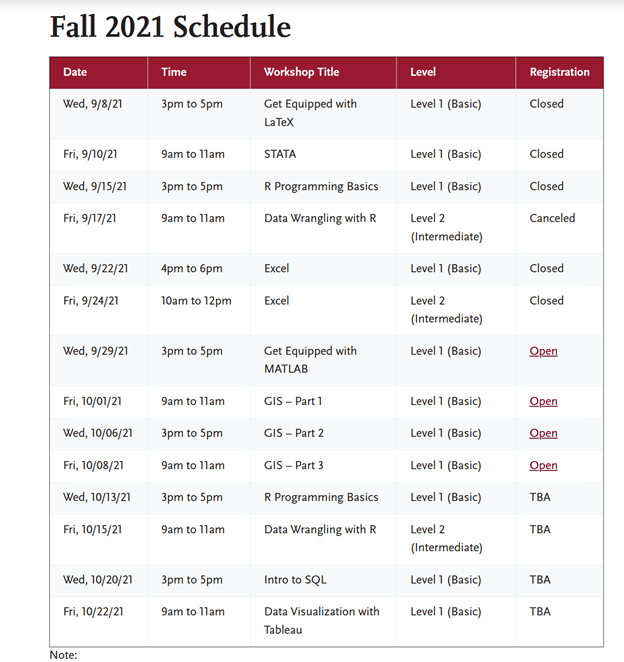 Fall 2021 Schedule
Date Time Workshop Title Level Registration
Wed, 9/8/21 3pm to 5pm Get Equipped with Level 1 (Basic) Closed
LaTeX
Fri, 9/10/21 9am to 11am STATA Level 1 (Basic) Closed
Wed, 9/15/21 3pm to 5pm R Programming Basics Level 1 (Basic) Closed
Fri, 9/17/21 9am to 11am Data Wrangling with R Level 2 Canceled
(Intermediate)
Wed, 9/22/21 4pm to 6pm Excel Level 1 (Basic) Closed
Fri, 9/24/21 10am to 12pm Excel Level 2 Closed
(Intermediate)
Wed, 9/29/21 3pm to 5pm Get Equipped with Level 1 (Basic) Open
MATLAB
Fri, 10/01/21 9am to 11am GIS – Part 1 Level 1 (Basic) Open
Wed, 10/06/21 3pm to 5pm GIS – Part 2 Level 1 (Basic) Open
Fri, 10/08/21 9am to 11am GIS – Part 3 Level 1 (Basic) Open
Wed, 10/13/21 3pm to 5pm R Programming Basics Level 1 (Basic) TBA
Fri, 10/15/21 9am to 11am Data Wrangling with R Level 2 TBA
(Intermediate)
Wed, 10/20/21 3pm to 5pm Intro to SQL Level 1 (Basic) TBA
Fri, 10/22/21 9am to 11am Data Visualization with Level 1 (Basic) TBA
Tableau
Note: